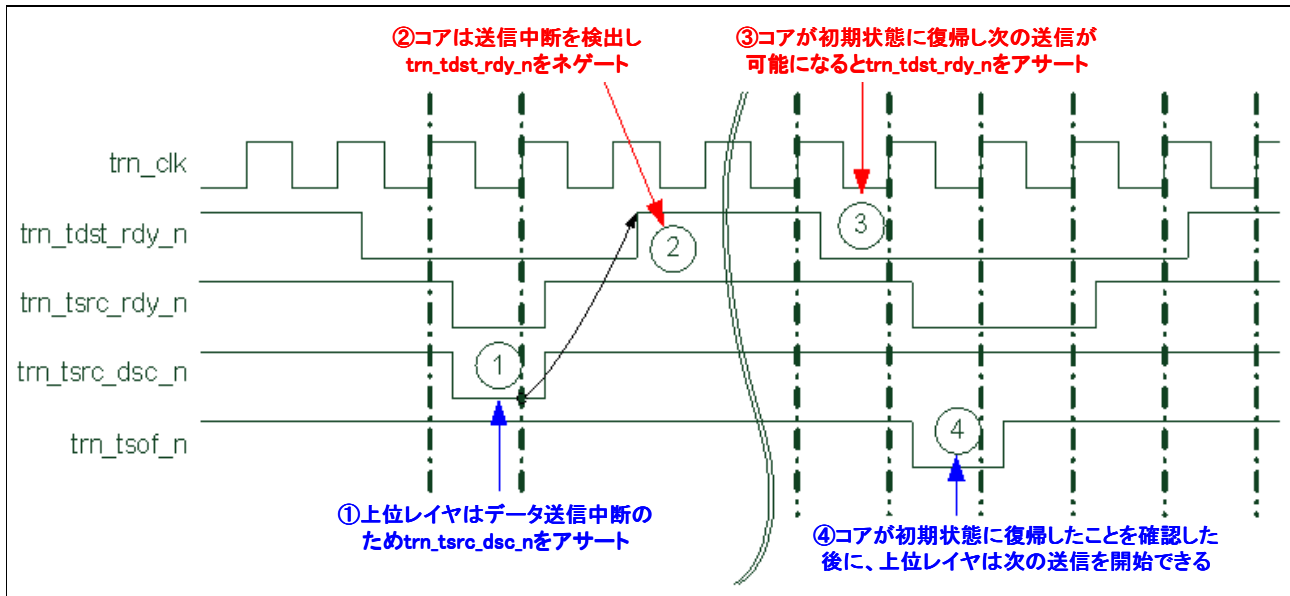 ②コアは送信中断を検出し
trn_tdst_rdy_nをネゲート
③コアが初期状態に復帰し次の送信が
可能になるとtrn_tdst_rdy_nをアサート
trn_clk
trn_tdst_rdy_n
③
②
trn_tsrc_rdy_n
trn_tsrc_dsc_n
①
trn_tsof_n
④
①上位レイヤはデータ送信中断の
ためtrn_tsrc_dsc_nをアサート
④コアが初期状態に復帰したことを確認した
後に、上位レイヤは次の送信を開始できる